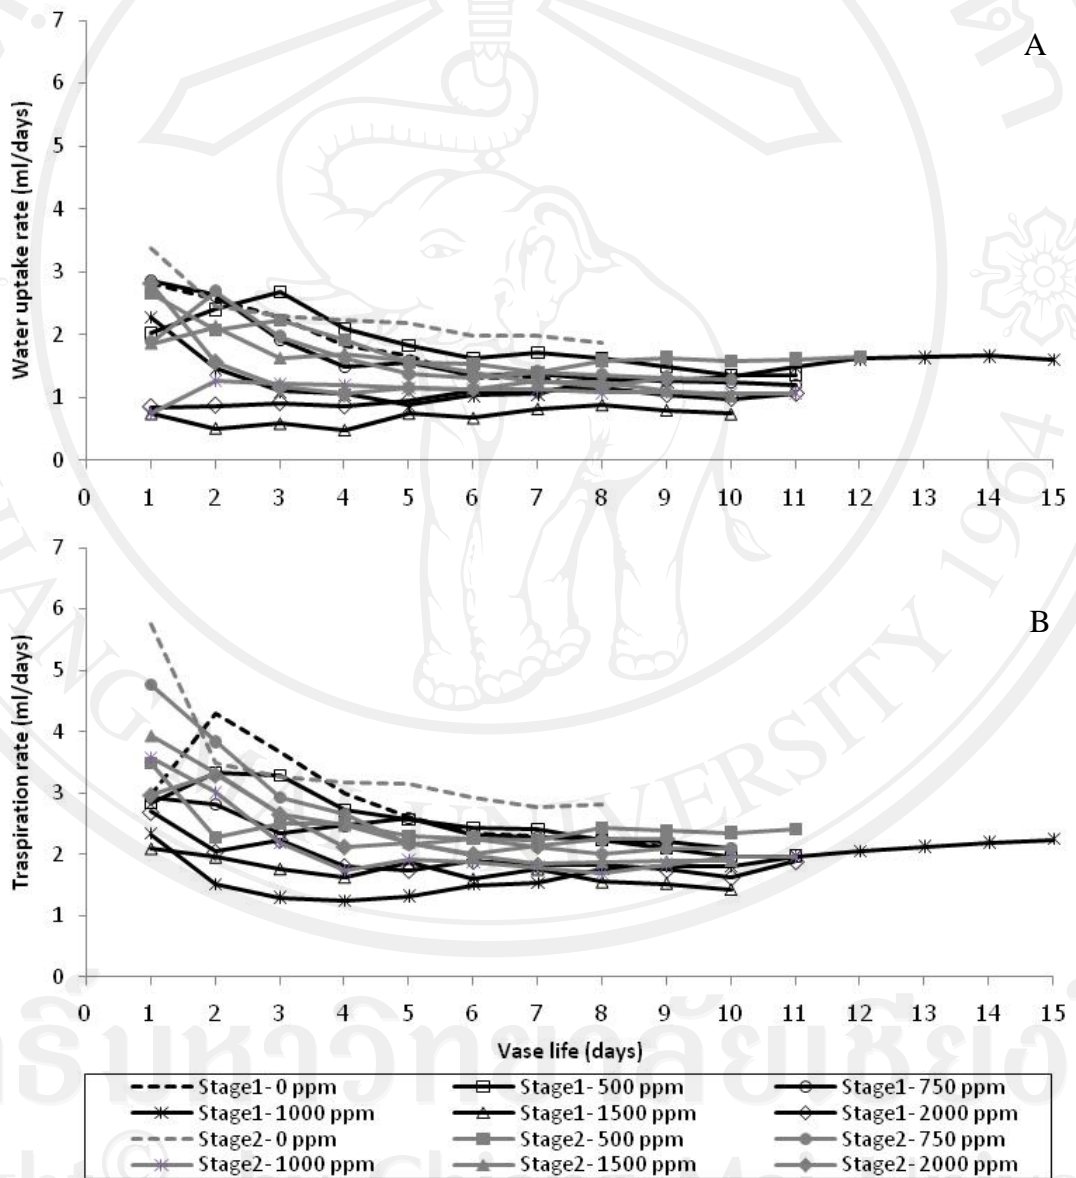 7
A
6
5
4
3
2
1
0
Water uptake rate (ml/days)
0 1 2 3 4 5 6 7 8 9 10 11 12 13 14 15
7
6
B
5
4
3
2
1
0
Traspiration rate (ml/days)
0 1 2 3 4 5 6 7 8 9 10 11 12 13 14 15
Vase life (days)
Stage1- 0 ppm Stage1- 500 ppm Stage1- 750 ppm
Stage1- 1000 ppm Stage1- 1500 ppm Stage1- 2000 ppm
Stage2- 0 ppm Stage2- 500 ppm Stage2- 750 ppm
Stage2- 1000 ppm Stage2- 1500 ppm Stage2- 2000 ppm
UNIVERSITY 1964